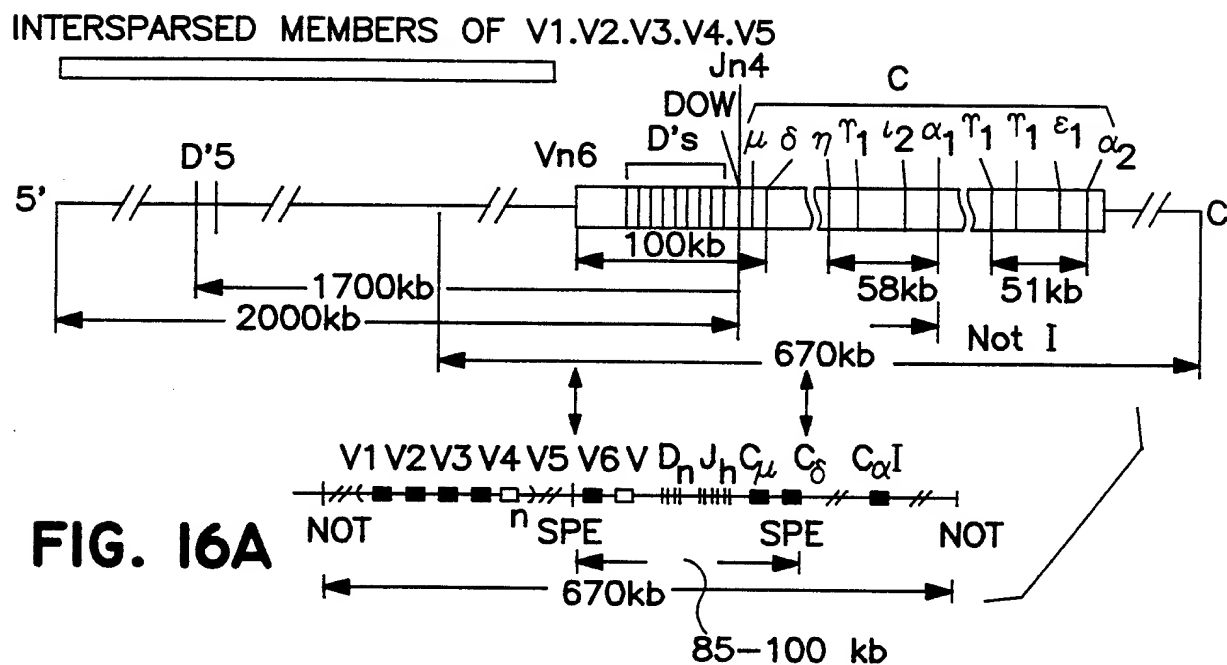 INTERSPARSED MEMBERS OF V1.V2.V3.V4.V5
Jn4
C
DOW
μ δ η ϒ1 ι2 α1 ϒ1 ϒ1 ε1 α2
D'5
Vn6
D's
5'
C
100kb
1700kb
58kb
51kb
2000kb
Not I
670kb
V1 V2 V3 V4 V5 V6 V Dn Jh Cμ Cδ CαI
n
NOT
SPE
SPE
NOT
FIG. 16A
670kb
85-100 kb